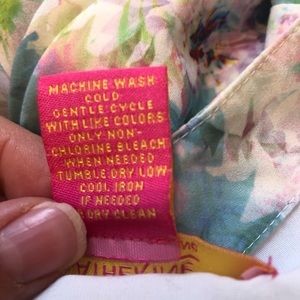 MACHINE WASH
COLD
GENTLE CYCLE
WITH LIKE COLORS
ONLY NON-
CHLORINE BLEACH
WHEN NEEDED
TUMBLE DRY LOW
COOL IRON
IF NEEDED
DRY CLEAN